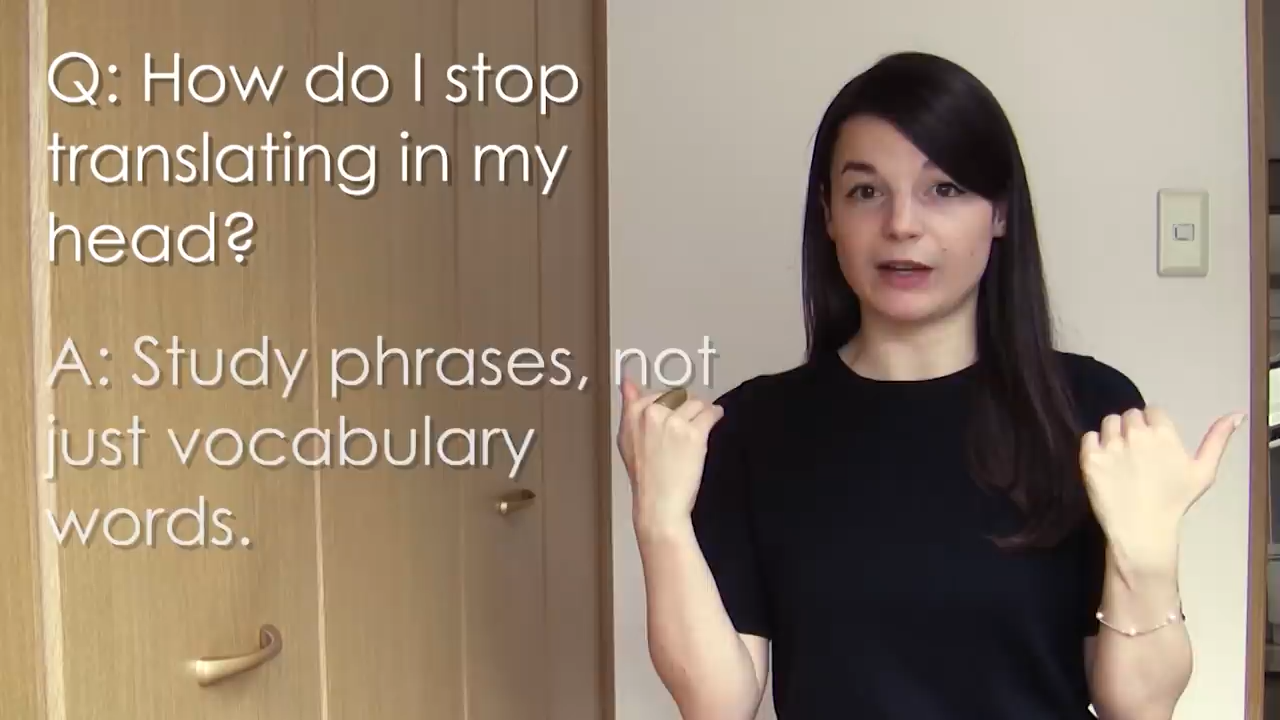 Q: How do I stop
translating in my
head?
A: Study phrases, not
just vocabulary
words.